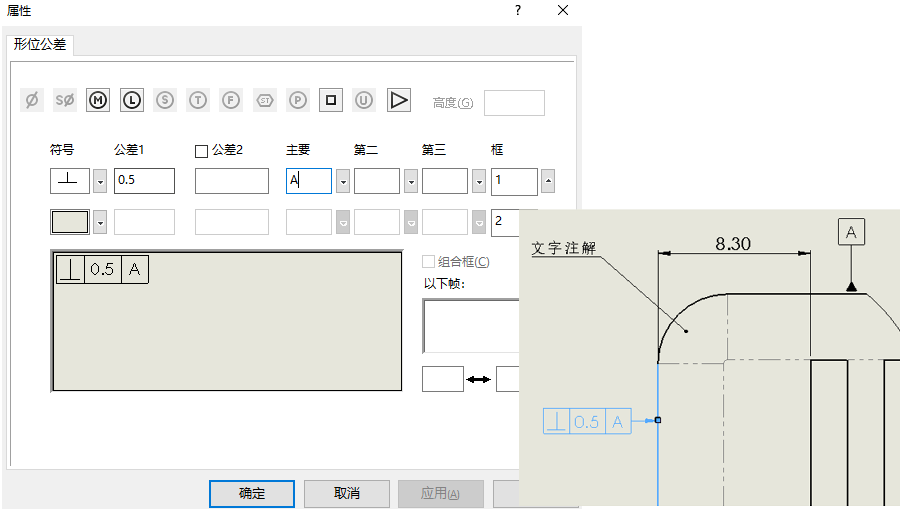 属性 ?
形位公差
Ø SØ M L S T F ST P U 高度(G)
符号 公差1 公差2 主要 第二 第三 框
⊥ 0.5 A 1
2
⊥ 0.5 A
组合框(C)
以下帧:
确定 取消 应用(A)
文字注解
8.30
A
⊥ 0.5 A